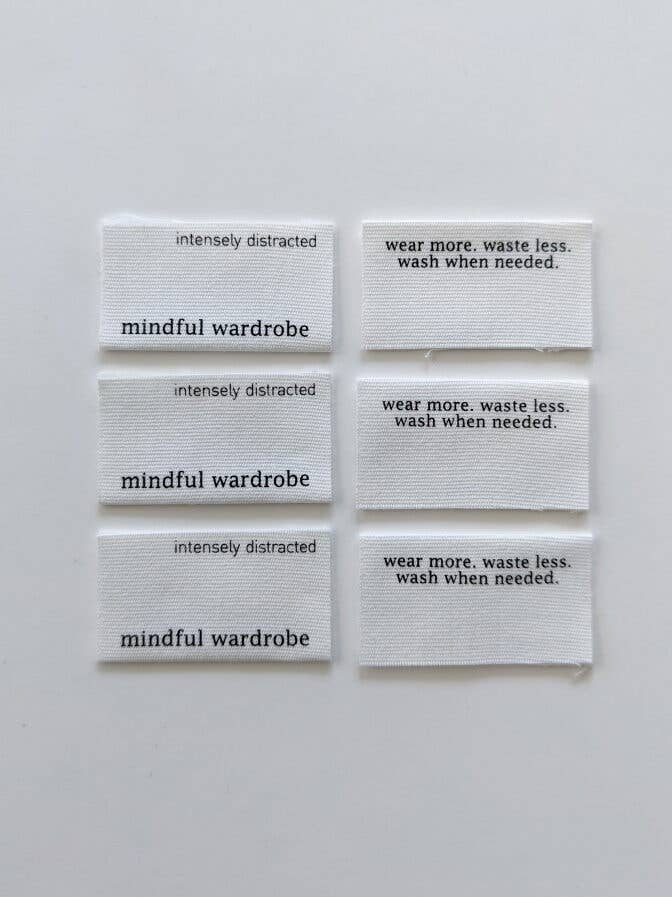 intensely distracted
mindful wardrobe
wear more. waste less.
wash when needed.
intensely distracted
mindful wardrobe
wear more. waste less.
wash when needed.
intensely distracted
mindful wardrobe
wear more. waste less.
wash when needed.